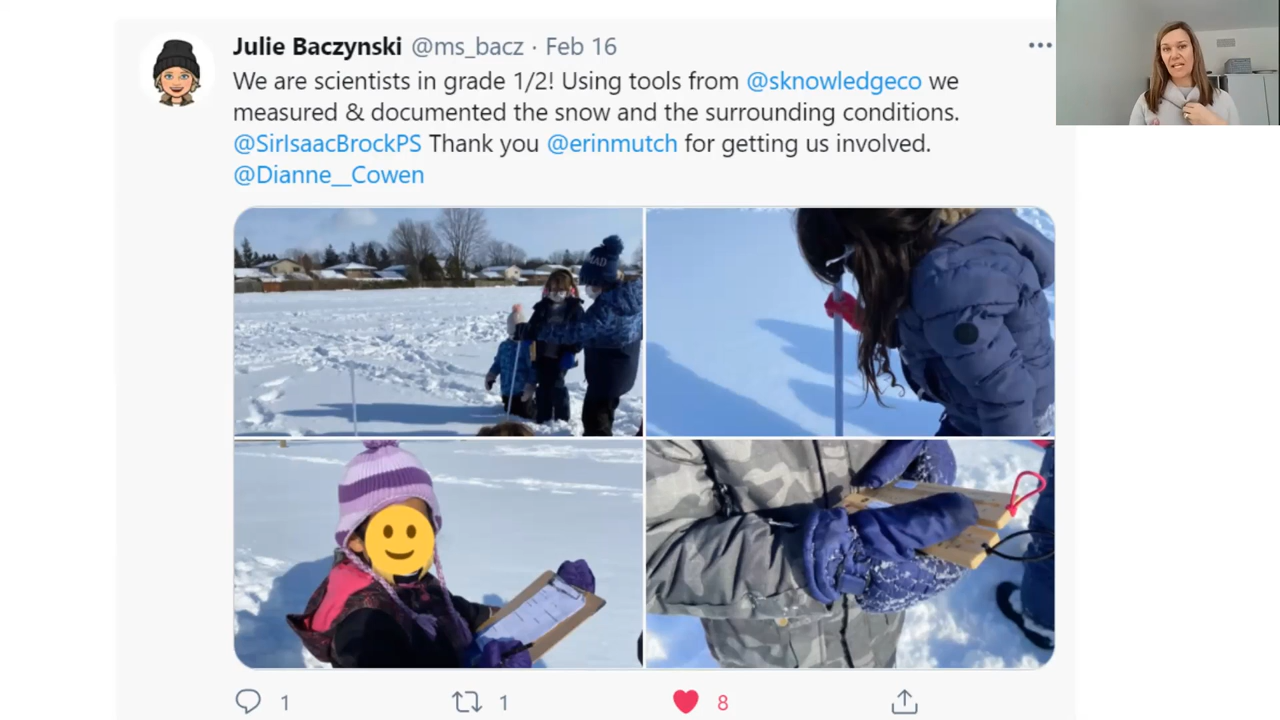 Julie Baczynski @ms_bacz · Feb 16
We are scientists in grade 1/2! Using tools from @sknowledgeco we
measured & documented the snow and the surrounding conditions.
@SirIsaacBrockPS Thank you @erinmutch for getting us involved.
@Dianne__Cowen
1 1 8